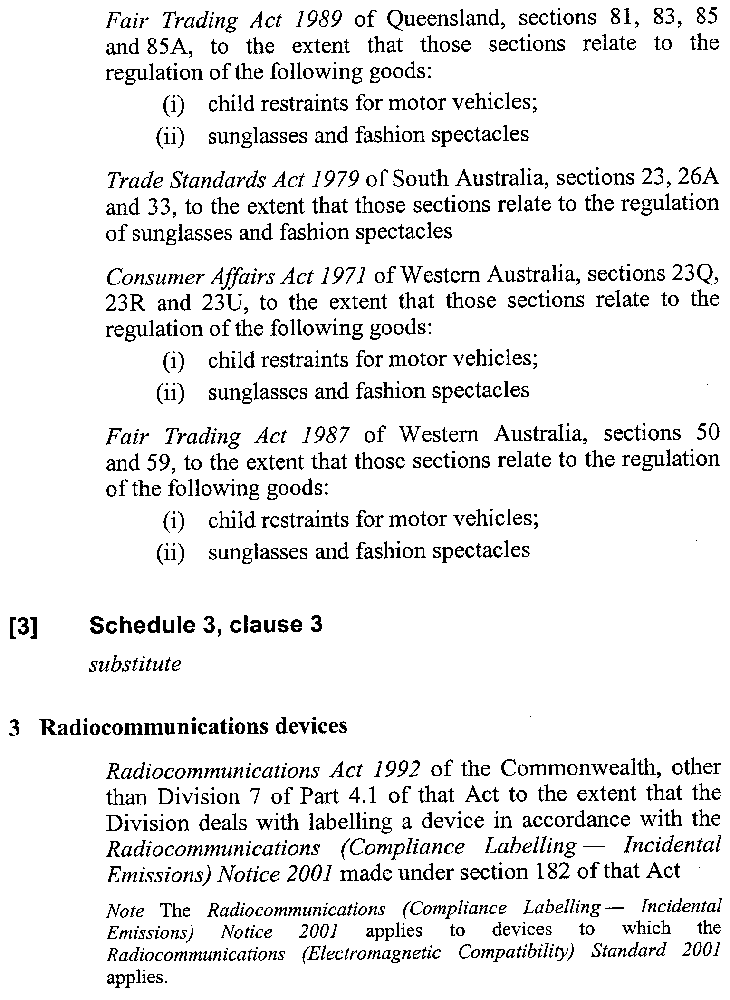 Fair Trading Act 1989 of Queensland, sections 81, 83, 85
and 85A, to the extent that those sections relate to the
regulation of the following goods:
(i) child restraints for motor vehicles;
(ii) sunglasses and fashion spectacles
Trade Standards Act 1979 of South Australia, sections 23, 26A
and 33, to the extent that those sections relate to the regulation
of sunglasses and fashion spectacles
Consumer Affairs Act 1971 of Western Australia, sections 23Q,
23R and 23U, to the extent that those sections relate to the
regulation of the following goods:
(i) child restraints for motor vehicles;
(ii) sunglasses and fashion spectacles
Fair Trading Act 1987 of Western Australia, sections 50
and 59, to the extent that those sections relate to the regulation
of the following goods:
(i) child restraints for motor vehicles;
(ii) sunglasses and fashion spectacles
[3] Schedule 3, clause 3
substitute
3 Radiocommunications devices
Radiocommunications Act 1992 of the Commonwealth, other
than Division 7 of Part 4.1 of that Act to the extent that the
Division deals with labelling a device in accordance with the
Radiocommunications (Compliance Labelling — Incidental
Emissions) Notice 2001 made under section 182 of that Act
Note The Radiocommunications (Compliance Labelling — Incidental
Emissions) Notice 2001 applies to devices to which the
Radiocommunications (Electromagnetic Compatibility) Standard 2001
applies.